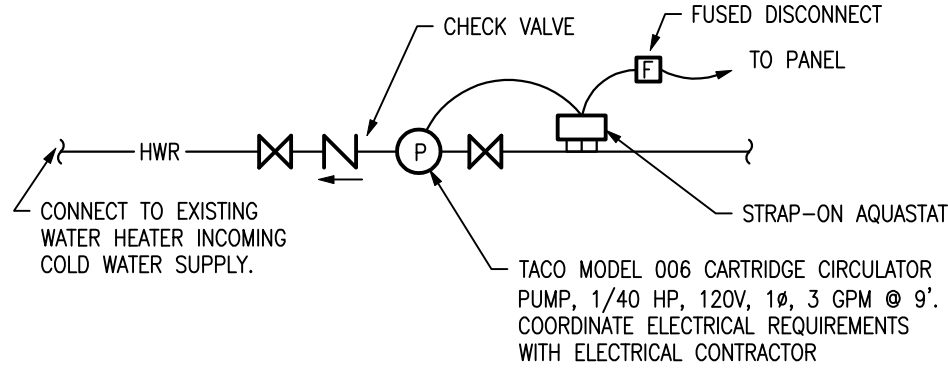 FUSED DISCONNECT
CHECK VALVE
F
TO PANEL
HWR
P
CONNECT TO EXISTING
WATER HEATER INCOMING
COLD WATER SUPPLY.
STRAP-ON AQUASTAT
TACO MODEL 006 CARTRIDGE CIRCULATOR
PUMP, 1/40 HP, 120V, 1ø, 3 GPM @ 9'.
COORDINATE ELECTRICAL REQUIREMENTS
WITH ELECTRICAL CONTRACTOR